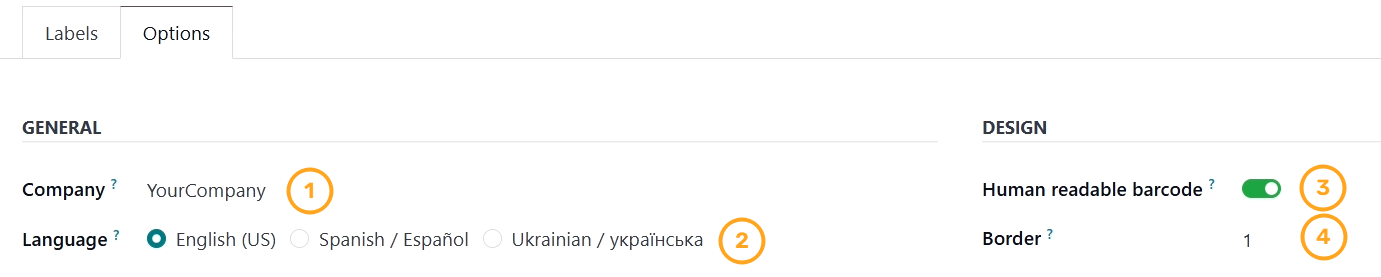 Labels Options
GENERAL
Company ? YourCompany 1
Language ? English (US) Spanish / Español Ukrainian / українська 2
DESIGN
Human readable barcode ? 3
Border ? 1 4